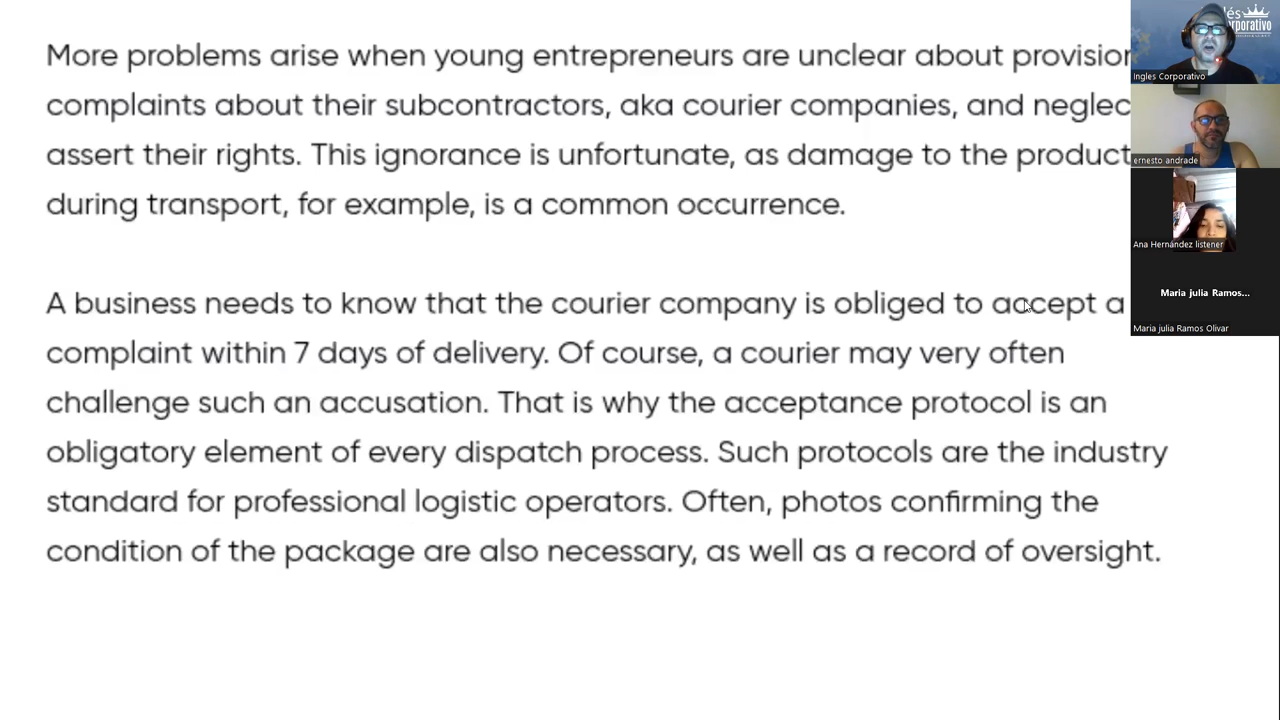 More problems arise when young entrepreneurs are unclear about provision
complaints about their subcontractors, aka courier companies, and neglec
assert their rights. This ignorance is unfortunate, as damage to the product
during transport, for example, is a common occurrence.
A business needs to know that the courier company is obliged to accept a
complaint within 7 days of delivery. Of course, a courier may very often
challenge such an accusation. That is why the acceptance protocol is an
obligatory element of every dispatch process. Such protocols are the industry
standard for professional logistic operators. Often, photos confirming the
condition of the package are also necessary, as well as a record of oversight.
Ingles Corporativo
ernesto andrade
Ana Hernández listener
Maria julia Ramos...
Maria julia Ramos Olivar